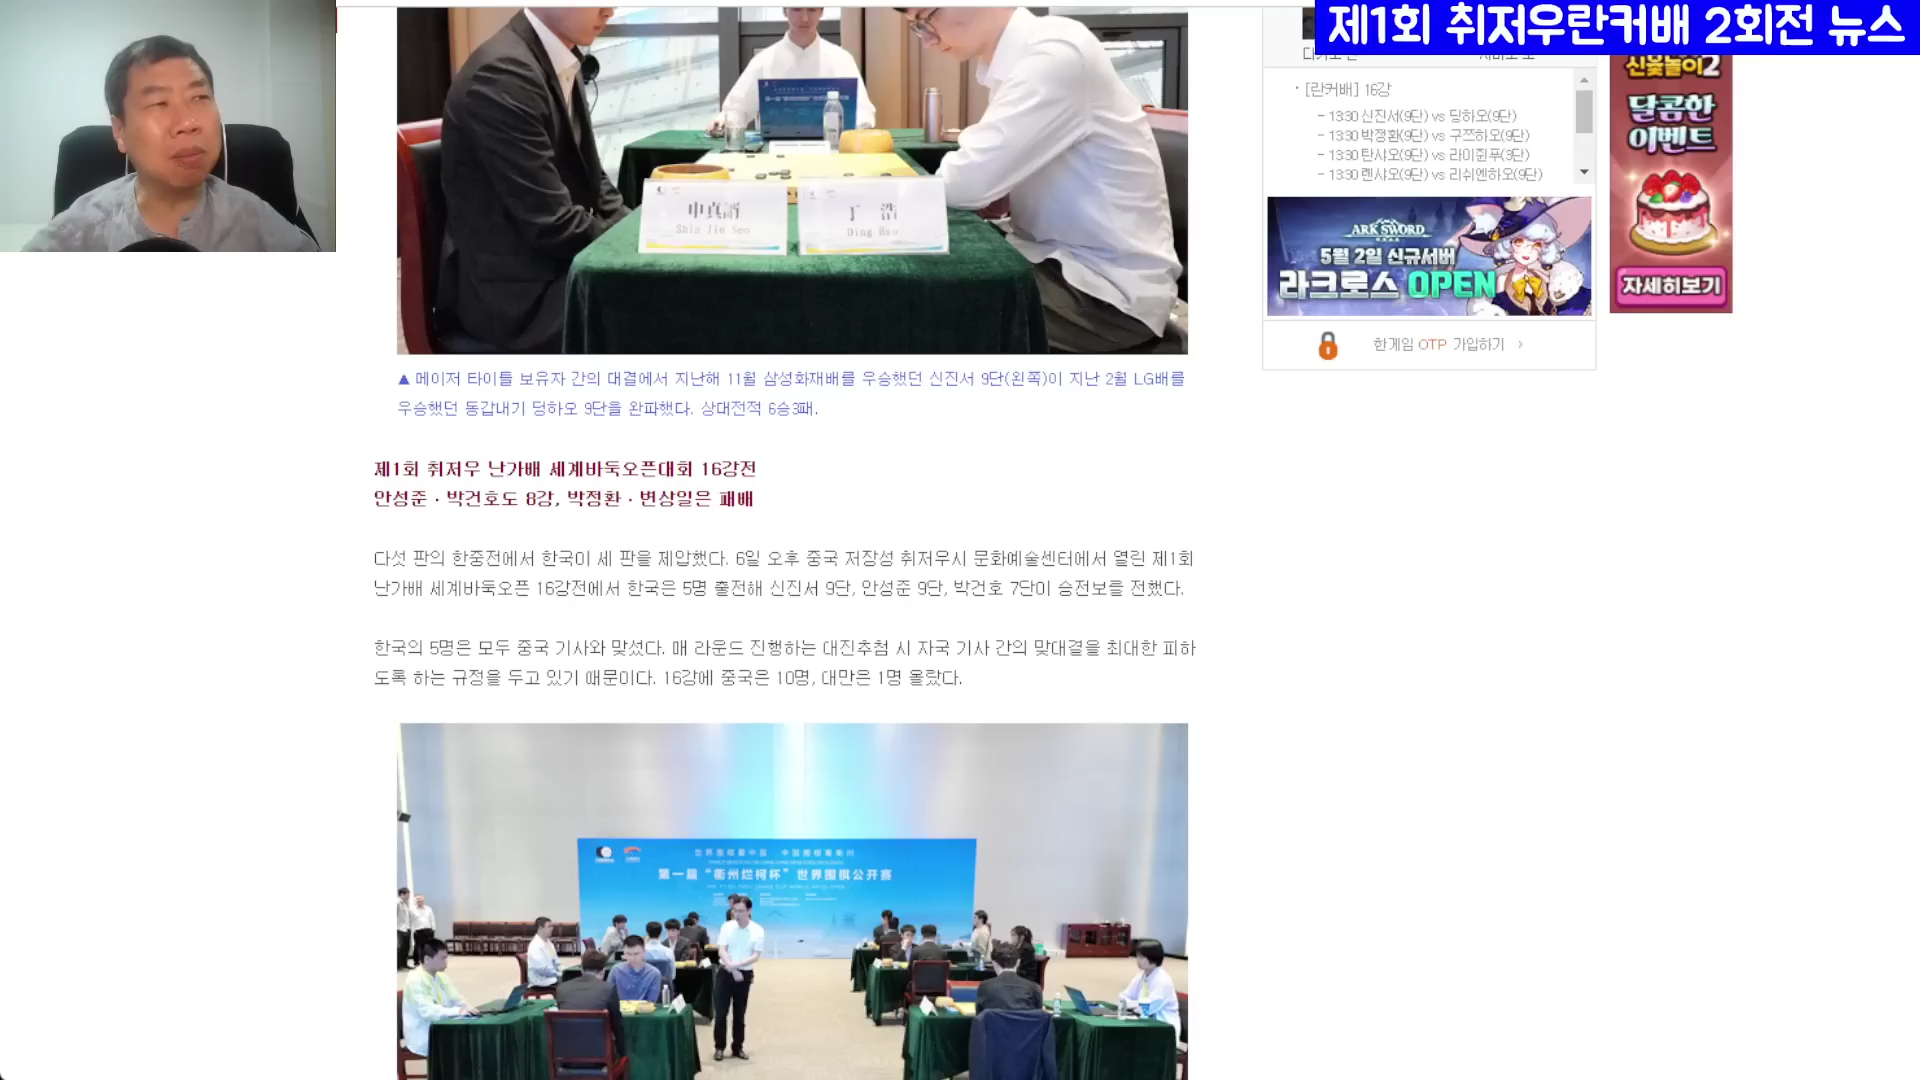 제1회 취저우란커배 2회전 뉴스
申真諝
Shin Jin Seo
丁 浩
Ding Hao
▲ 메이저 타이틀 보유자 간의 대결에서 지난해 11월 삼성화재배를 우승했던 신진서 9단(왼쪽)이 지난 2월 LG배를
우승했던 동갑내기 딩하오 9단을 완파했다. 상대전적 6승3패.
제1회 취저우 난가배 세계바둑오픈대회 16강전
안성준 · 박건호도 8강, 박정환 · 변상일은 패배
다섯 판의 한중전에서 한국이 세 판을 제압했다. 6일 오후 중국 저장성 취저우시 문화예술센터에서 열린 제1회
난가배 세계바둑오픈 16강전에서 한국은 5명 출전해 신진서 9단, 안성준 9단, 박건호 7단이 승전보를 전했다.
한국의 5명은 모두 중국 기사와 맞섰다. 매 라운드 진행하는 대진추첨 시 자국 기사 간의 맞대결을 최대한 피하
도록 하는 규정을 두고 있기 때문이다. 16강에 중국은 10명, 대만은 1명 올랐다.
世界围棋看中国 中国围棋看衢州
第一届“衢州烂柯杯”世界围棋公开赛
· [란커배] 16강
- 13:30 신진서(9단) vs 딩하오(9단)
- 13:30 박정환(9단) vs 구쯔하오(9단)
- 13:30 탄샤오(9단) vs 라이쥔푸(3단)
- 13:30 롄샤오(9단) vs 리쉬엔하오(9단)
ARK SWORD
5월 2일 신규서버
라크로스 OPEN
한게임 OTP 가입하기 >
신윷놀이2
달콤한
이벤트
자세히보기